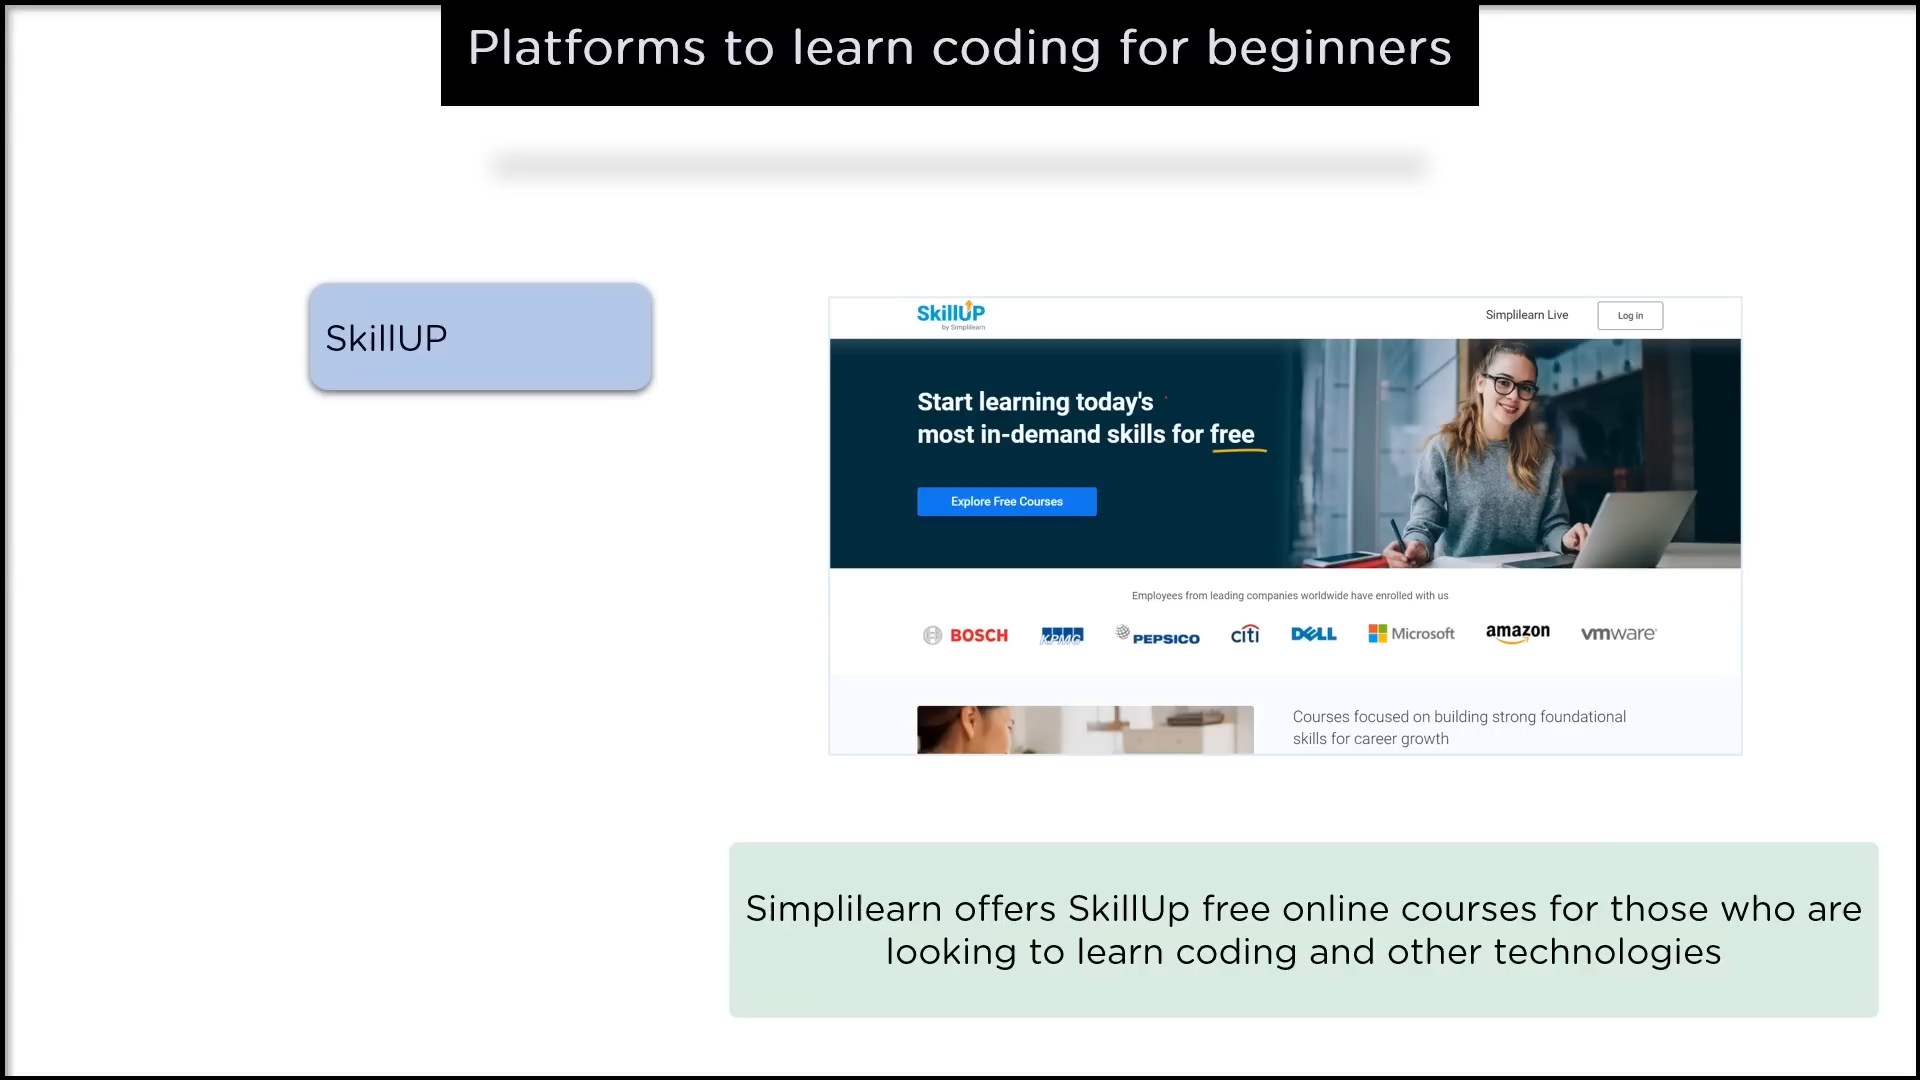 Platforms to learn coding for beginners
SkillUP
SkillUP
by Simplilearn
Simplilearn Live
Log in
Start learning today's
most in-demand skills for free
Explore Free Courses
Employees from leading companies worldwide have enrolled with us
BOSCH KPMG PEPSICO citi DELL Microsoft amazon vmware
Courses focused on building strong foundational
skills for career growth
Simplilearn offers SkillUp free online courses for those who are
looking to learn coding and other technologies